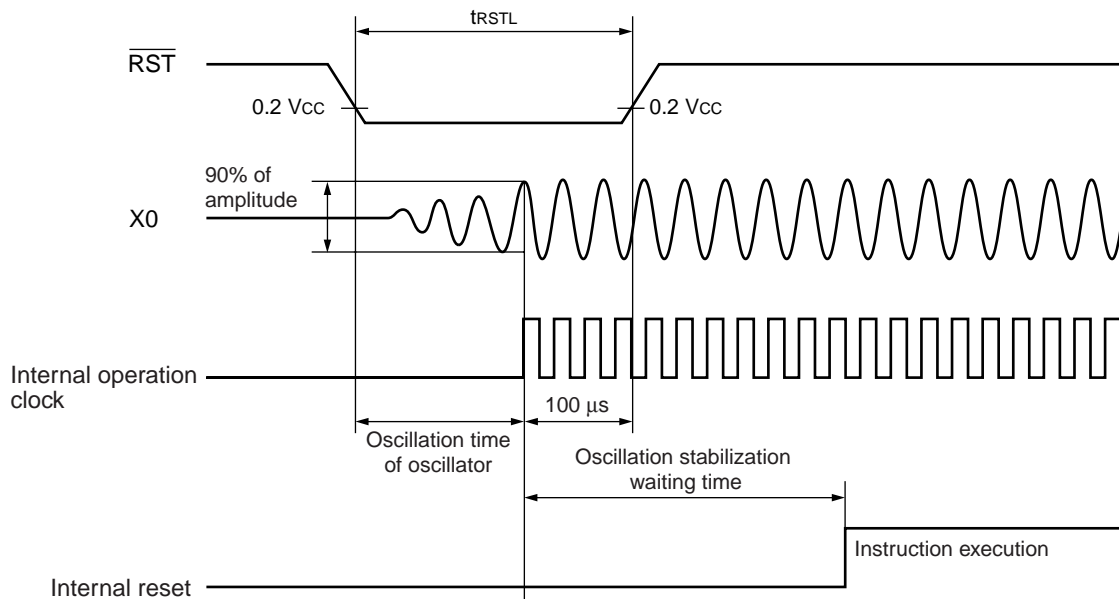 tRSTL
RST
0.2 VCC
0.2 VCC
90% of
amplitude
X0
Internal operation
clock
100 μs
Oscillation time
of oscillator
Oscillation stabilization
waiting time
Instruction execution
Internal reset